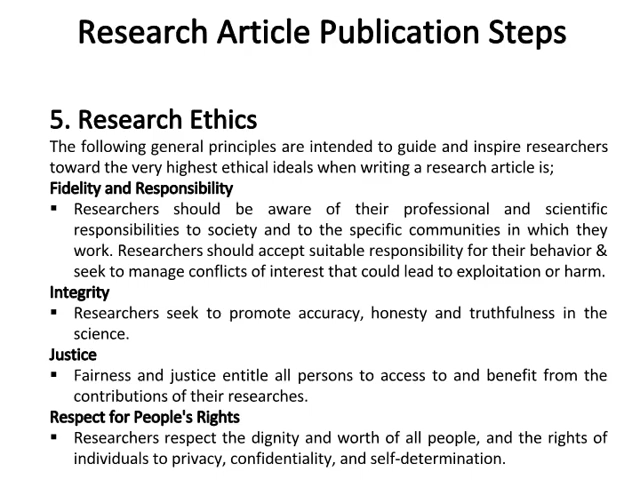 Research Article Publication Steps
5. Research Ethics
The following general principles are intended to guide and inspire researchers
toward the very highest ethical ideals when writing a research article is;
Fidelity and Responsibility
▪ Researchers should be aware of their professional and scientific
responsibilities to society and to the specific communities in which they
work. Researchers should accept suitable responsibility for their behavior &
seek to manage conflicts of interest that could lead to exploitation or harm.
Integrity
▪ Researchers seek to promote accuracy, honesty and truthfulness in the
science.
Justice
▪ Fairness and justice entitle all persons to access to and benefit from the
contributions of their researches.
Respect for People's Rights
▪ Researchers respect the dignity and worth of all people, and the rights of
individuals to privacy, confidentiality, and self-determination.